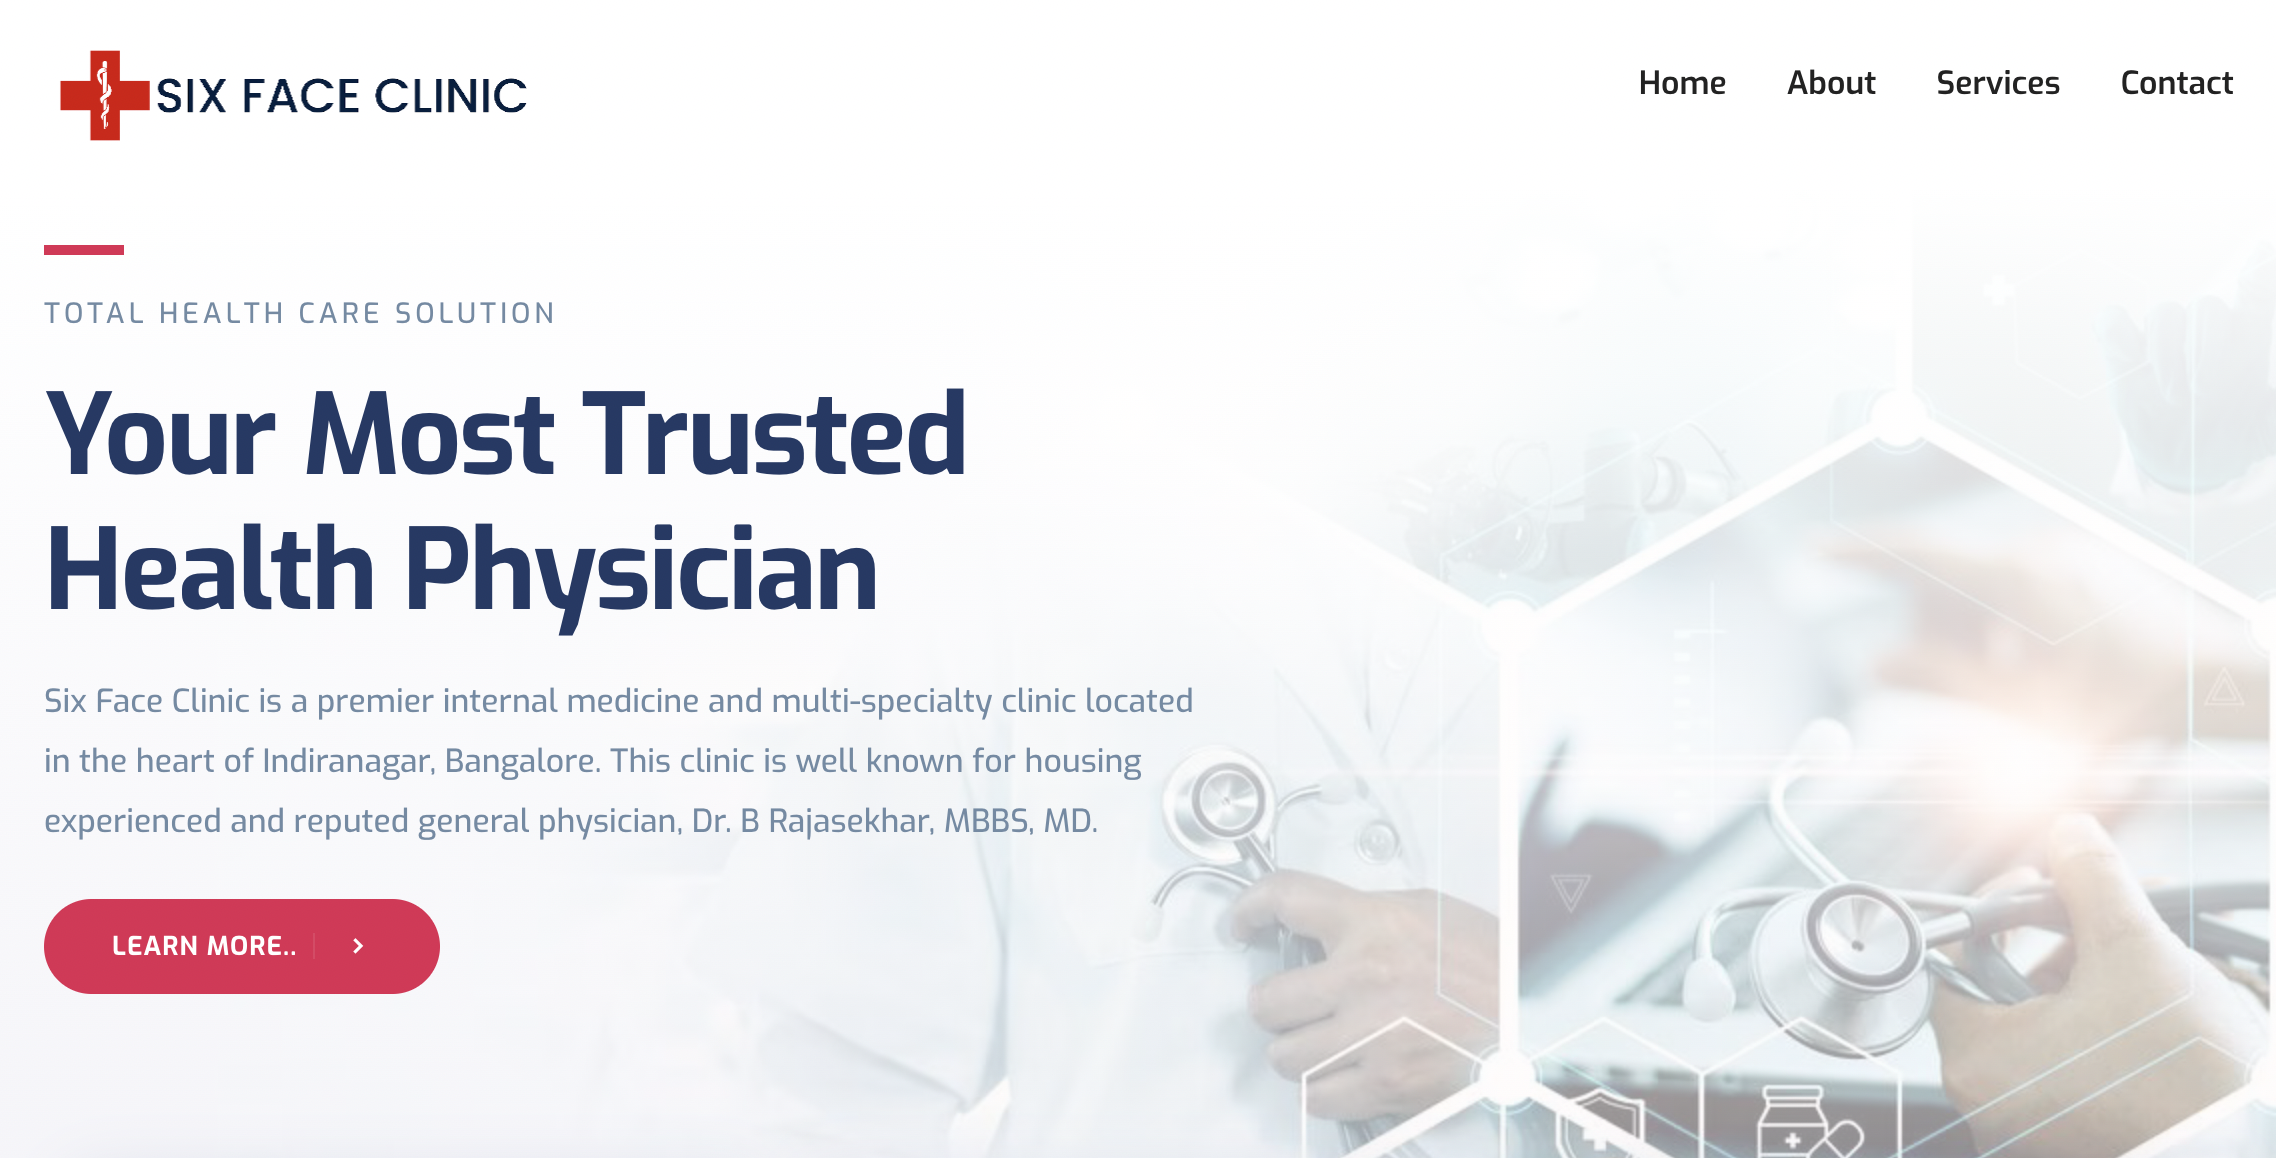 SIX FACE CLINIC
Home About Services Contact
TOTAL HEALTH CARE SOLUTION
Your Most Trusted
Health Physician
Six Face Clinic is a premier internal medicine and multi-specialty clinic located
in the heart of Indiranagar, Bangalore. This clinic is well known for housing
experienced and reputed general physician, Dr. B Rajasekhar, MBBS, MD.
LEARN MORE..